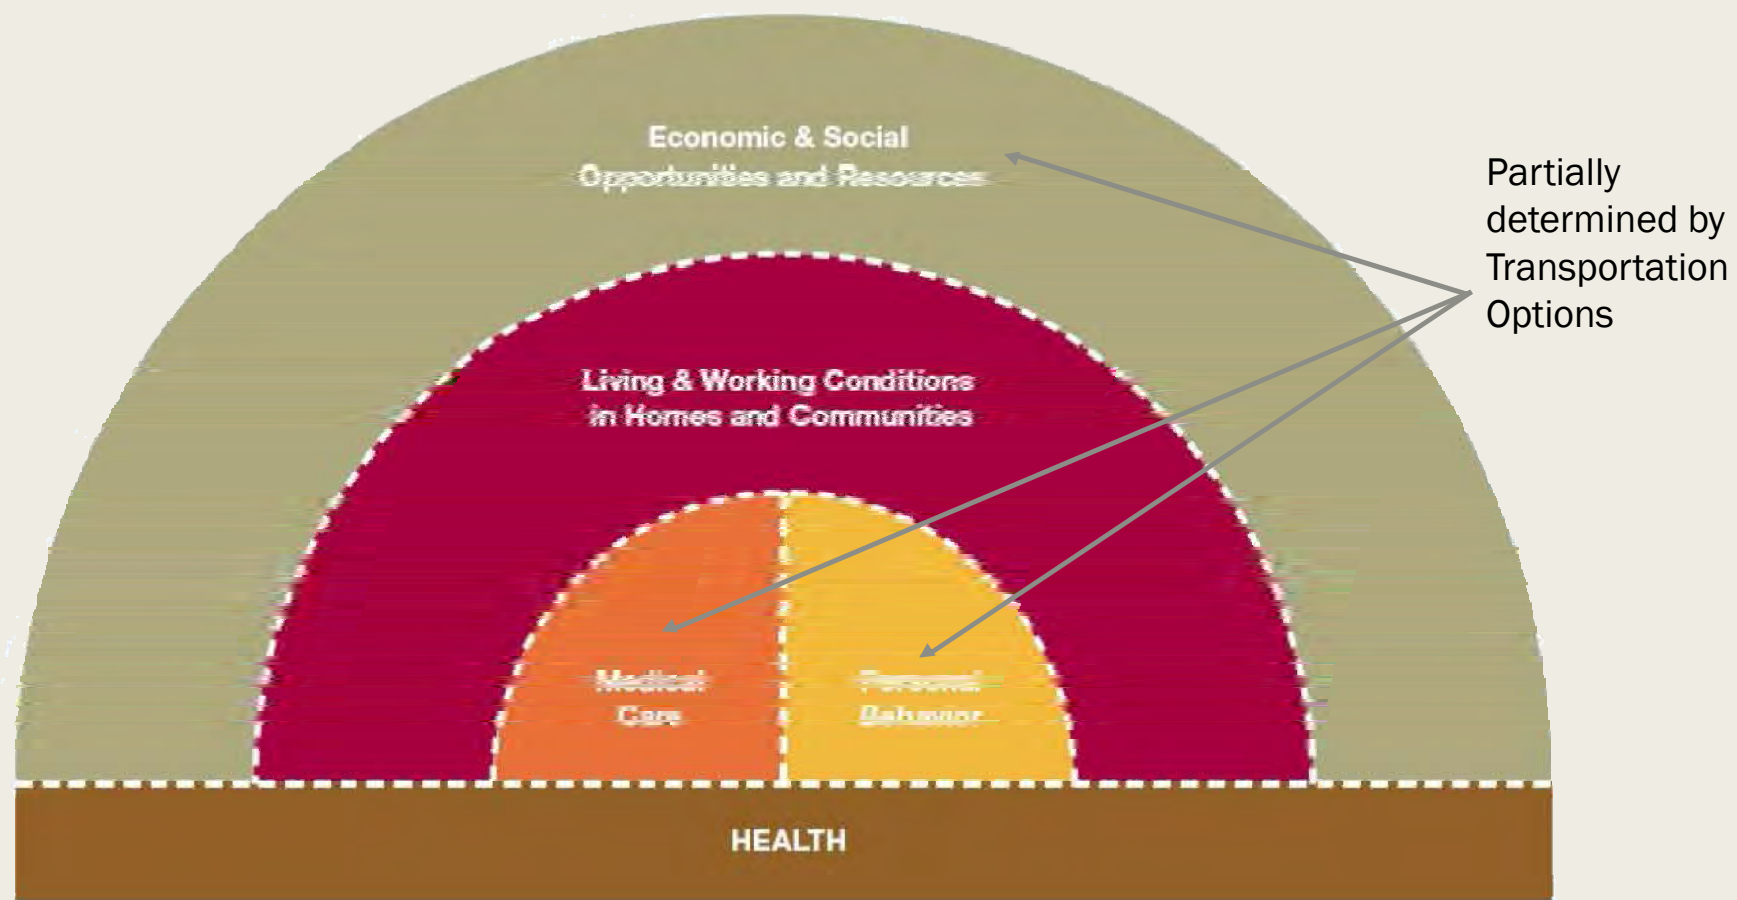 Economic & Social
Opportunities and Resources
Partially
determined by
Transportation
Options
Living & Working Conditions
in Homes and Communities
Medical
Care
Personal
Behavior
HEALTH